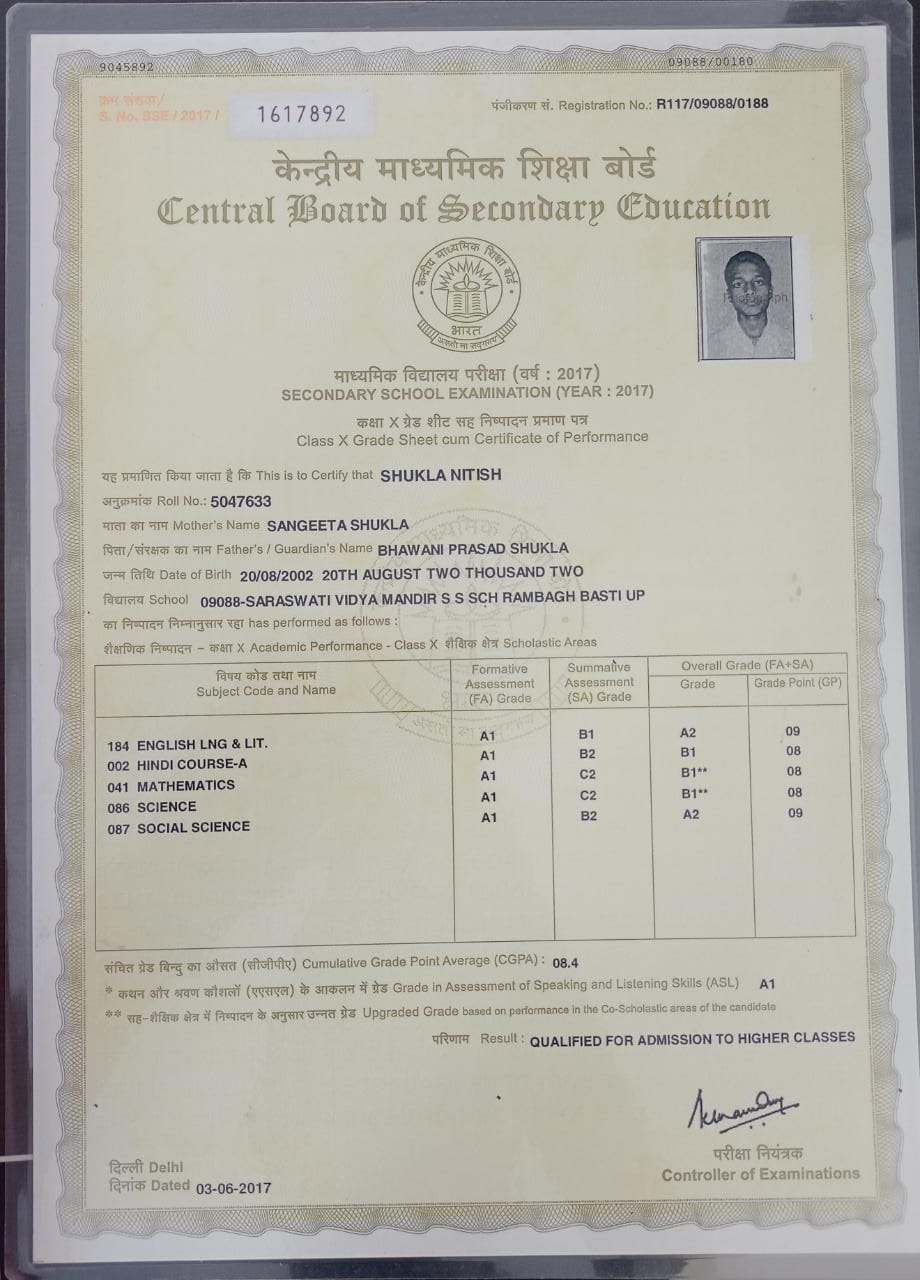 9045892
09088/00180
क्रम संख्या/
S. No. SSE / 2017 / 1617892
पंजीकरण सं. Registration No.: R117/09088/0188
केन्द्रीय माध्यमिक शिक्षा बोर्ड
Central Board of Secondary Education
केन्द्रीय माध्यमिक शिक्षा बोर्ड
भारत
असतो मा सद्गमय
Photograph
माध्यमिक विद्यालय परीक्षा (वर्ष : 2017)
SECONDARY SCHOOL EXAMINATION (YEAR : 2017)
कक्षा X ग्रेड शीट सह निष्पादन प्रमाण पत्र
Class X Grade Sheet cum Certificate of Performance
यह प्रमाणित किया जाता है कि This is to Certify that SHUKLA NITISH
अनुक्रमांक Roll No.: 5047633
माता का नाम Mother's Name SANGEETA SHUKLA
पिता/संरक्षक का नाम Father's / Guardian's Name BHAWANI PRASAD SHUKLA
जन्म तिथि Date of Birth 20/08/2002 20TH AUGUST TWO THOUSAND TWO
विद्यालय School 09088-SARASWATI VIDYA MANDIR S S SCH RAMBAGH BASTI UP
का निष्पादन निम्नानुसार रहा has performed as follows :
शैक्षणिक निष्पादन – कक्षा X Academic Performance - Class X शैक्षिक क्षेत्र Scholastic Areas
विषय कोड तथा नाम
Subject Code and Name
Formative
Assessment
(FA) Grade
Summative
Assessment
(SA) Grade
Overall Grade (FA+SA)
Grade
Grade Point (GP)
184 ENGLISH LNG & LIT. A1 B1 A2 09
002 HINDI COURSE-A A1 B2 B1 08
041 MATHEMATICS A1 C2 B1** 08
086 SCIENCE A1 C2 B1** 08
087 SOCIAL SCIENCE A1 B2 A2 09
संचित ग्रेड बिन्दु का औसत (सीजीपीए) Cumulative Grade Point Average (CGPA) : 08.4
* कथन और श्रवण कौशलों (एएसएल) के आकलन में ग्रेड Grade in Assessment of Speaking and Listening Skills (ASL) A1
** सह-शैक्षिक क्षेत्र में निष्पादन के अनुसार उन्नत ग्रेड Upgraded Grade based on performance in the Co-Scholastic areas of the candidate
परिणाम Result : QUALIFIED FOR ADMISSION TO HIGHER CLASSES
परीक्षा नियंत्रक
Controller of Examinations
दिल्ली Delhi
दिनांक Dated 03-06-2017